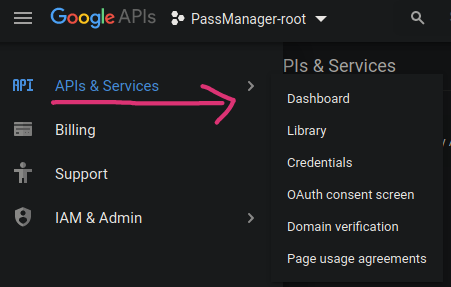 Google APIs PassManager-root
API APIs & Services
PIs & Services
Billing
Support
IAM & Admin
Dashboard
Library
Credentials
OAuth consent screen
Domain verification
Page usage agreements